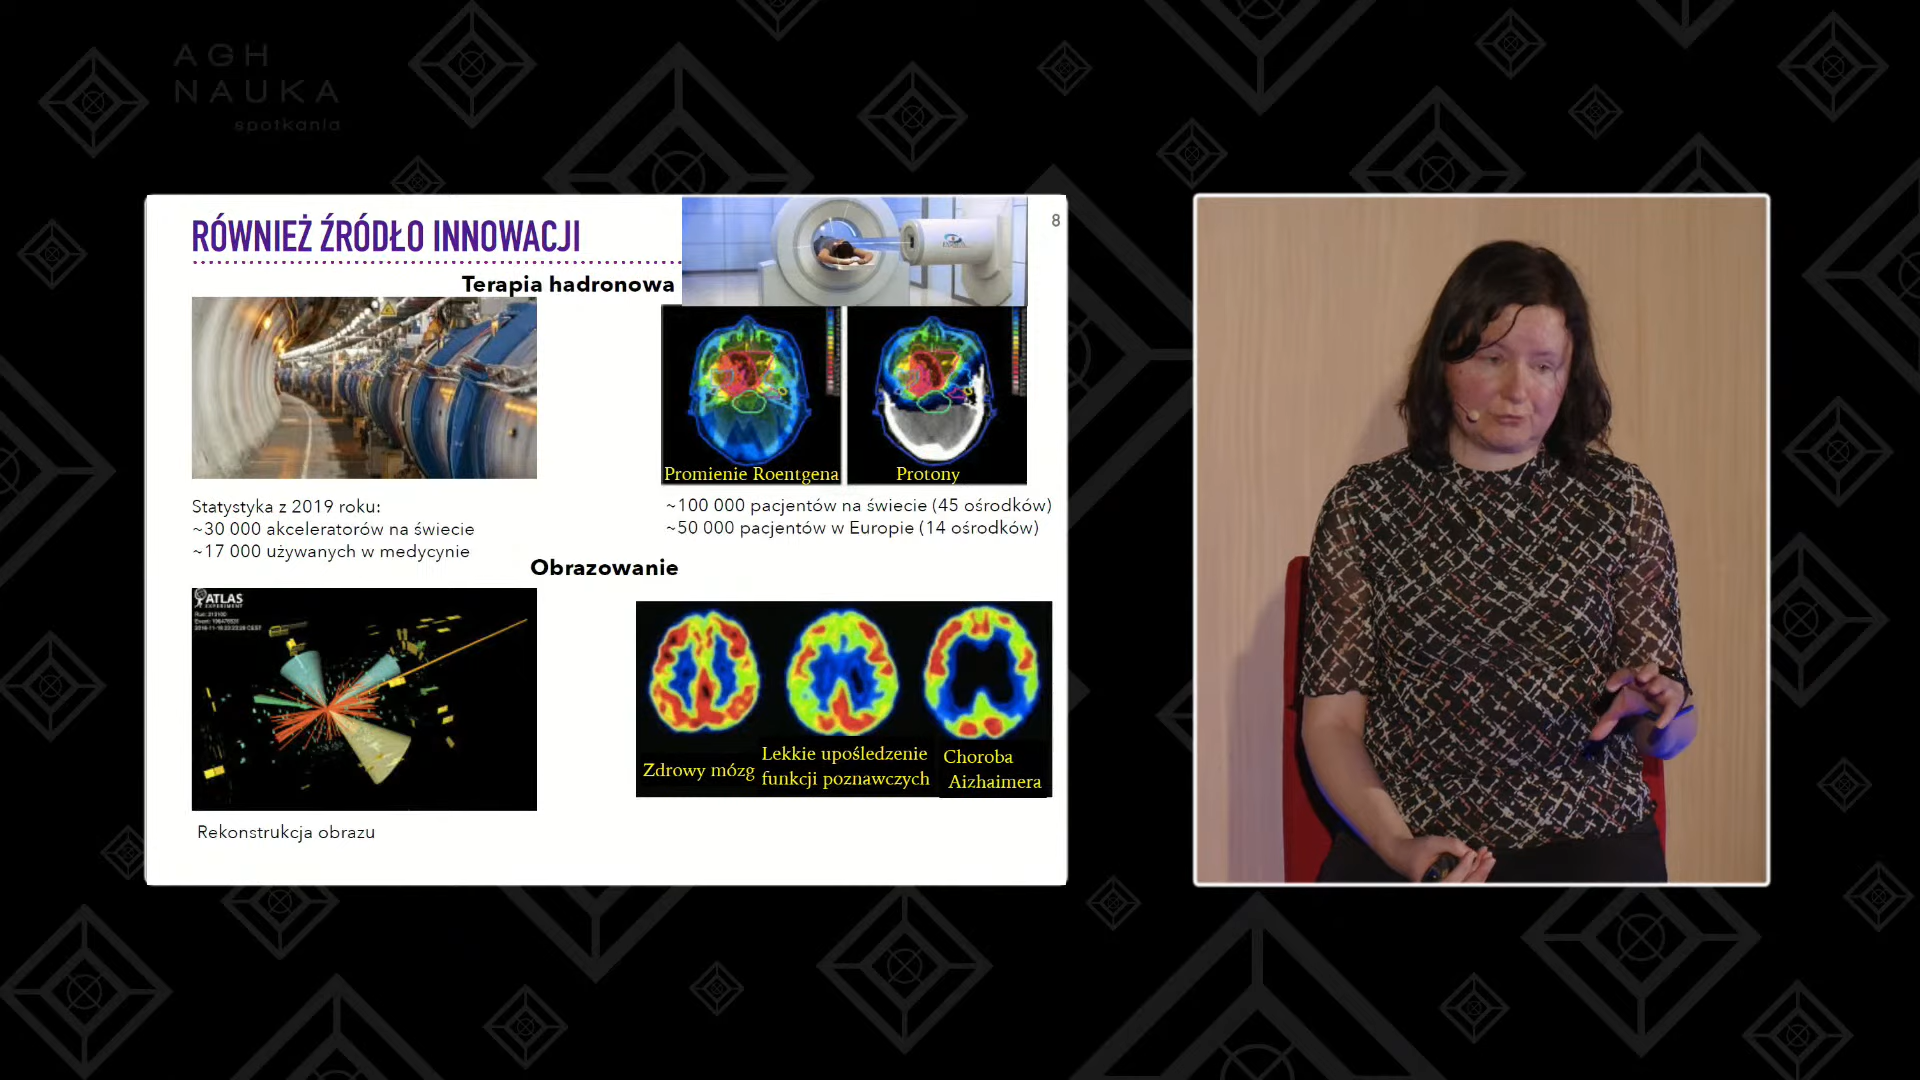 AGH
NAUKA
spotkania
RÓWNIEŻ ŹRÓDŁO INNOWACJI
8
Terapia hadronowa
Promienie Roentgena
Protony
Statystyka z 2019 roku:
~30 000 akceleratorów na świecie
~17 000 używanych w medycynie
~100 000 pacjentów na świecie (45 ośrodków)
~50 000 pacjentów w Europie (14 ośrodków)
Obrazowanie
ATLAS
EXPERIMENT
Zdrowy mózg
Lekkie upośledzenie
funkcji poznawczych
Choroba
Aizhaimera
Rekonstrukcja obrazu